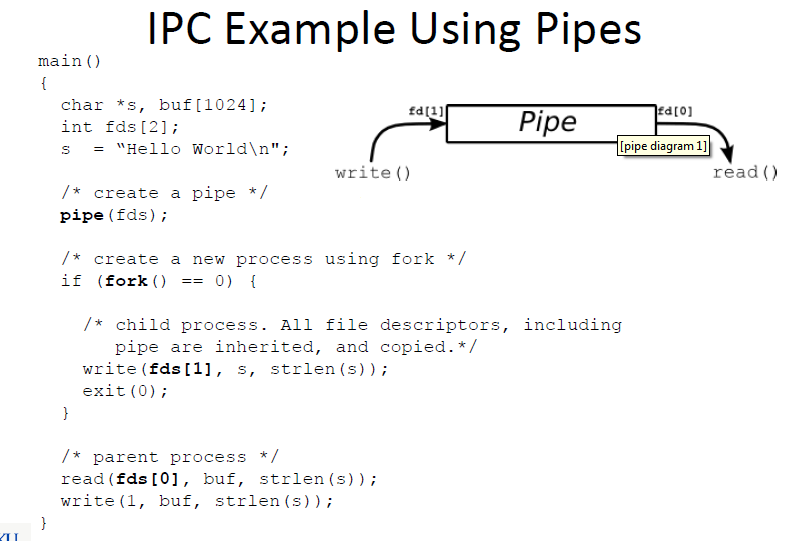 IPC Example Using Pipes
main()
{
char *s, buf[1024];
int fds[2];
s  = “Hello World\n";
/* create a pipe */
pipe(fds);
/* create a new process using fork */
if (fork() == 0) {
/* child process. All file descriptors, including
pipe are inherited, and copied.*/
write(fds[1], s, strlen(s));
exit(0);
}
/* parent process */
read(fds[0], buf, strlen(s));
write(1, buf, strlen(s));
}
fd[1]
Pipe
fd[0]
[pipe diagram 1]
write()
read()